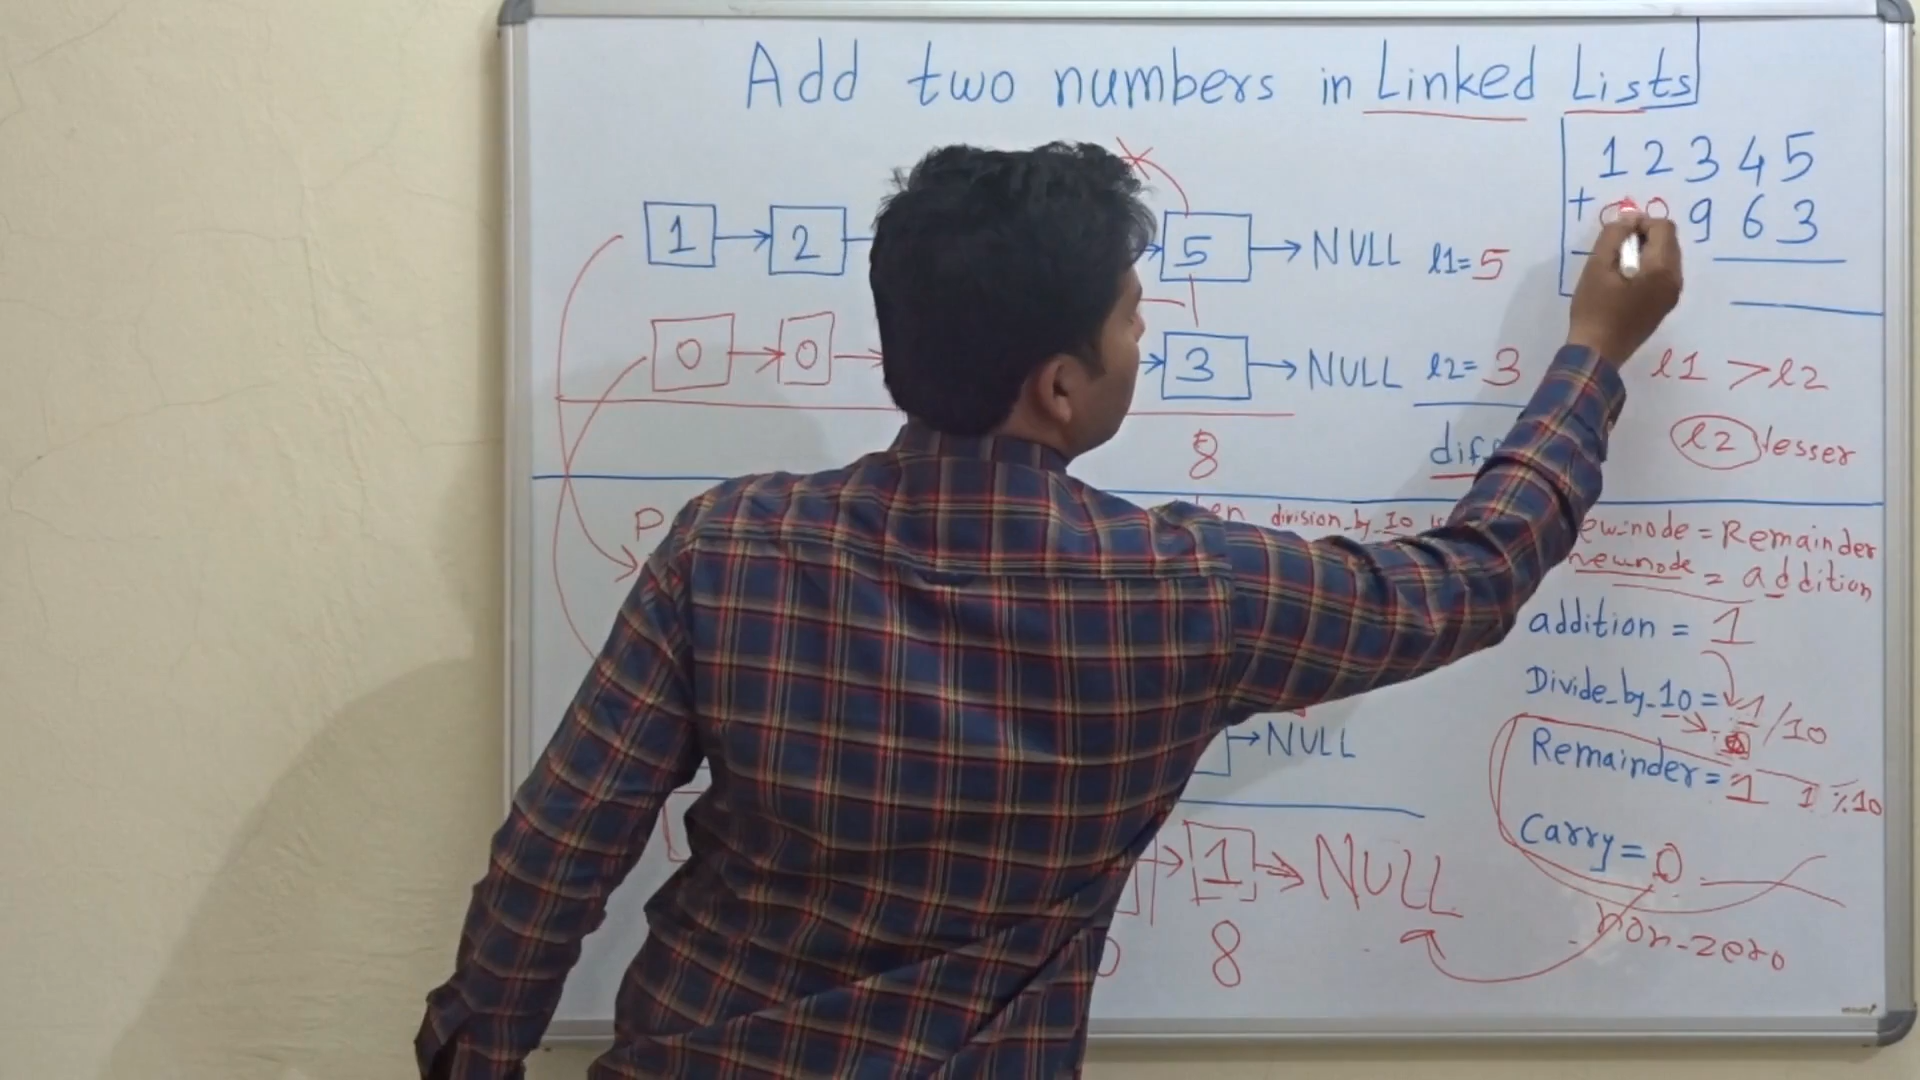 Add two numbers in Linked Lists
1 2 3 4 5
+ 0 0 9 6 3
1 2 5 NULL l1= 5
0 0 3 NULL l2= 3
l1 > l2
8
l2 lesser
division_by_10
= Remainder
newnode = addition
addition = 1
Divide_by_10 = 1/10
NULL
Remainder = 1 1 %10
Carry = 0
1 NULL
non-zero
8